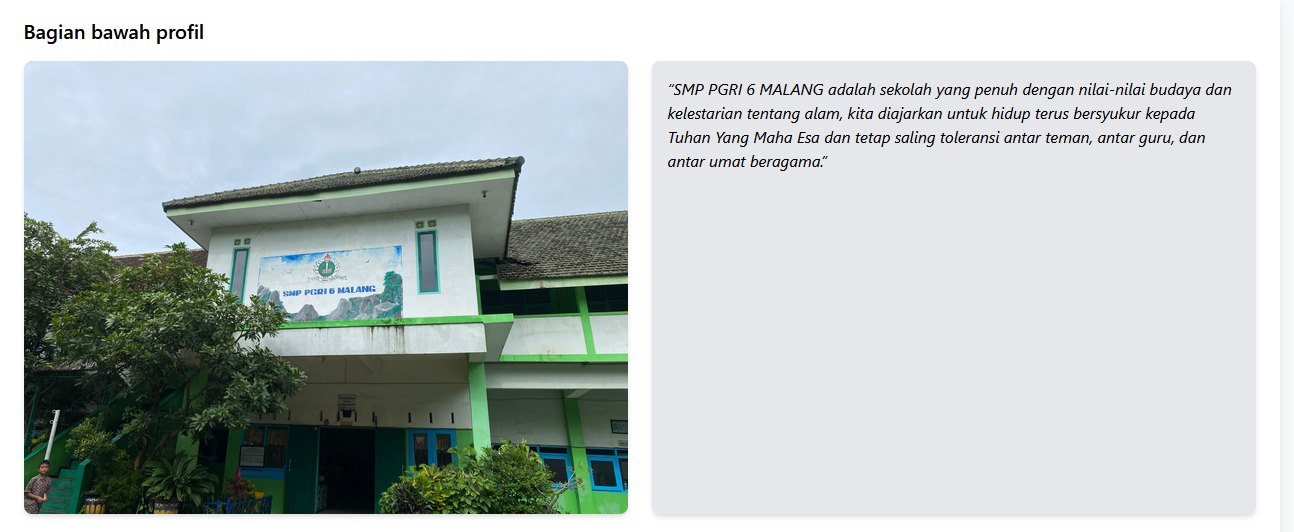 Bagian bawah profil
SMP PGRI 6 MALANG
"SMP PGRI 6 MALANG adalah sekolah yang penuh dengan nilai-nilai budaya dan
kelestarian tentang alam, kita diajarkan untuk hidup terus bersyukur kepada
Tuhan Yang Maha Esa dan tetap saling toleransi antar teman, antar guru, dan
antar umat beragama."